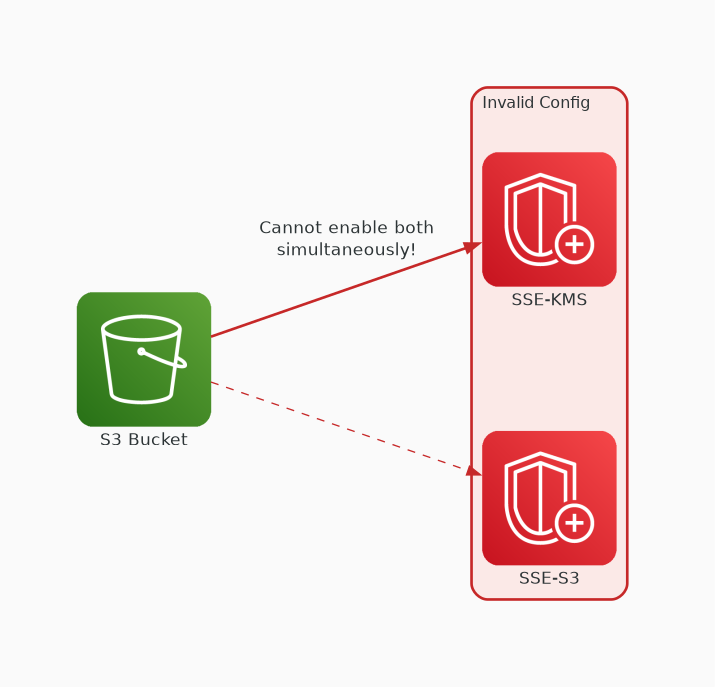 Invalid Config
Cannot enable both
simultaneously!
SSE-KMS
S3 Bucket
SSE-S3